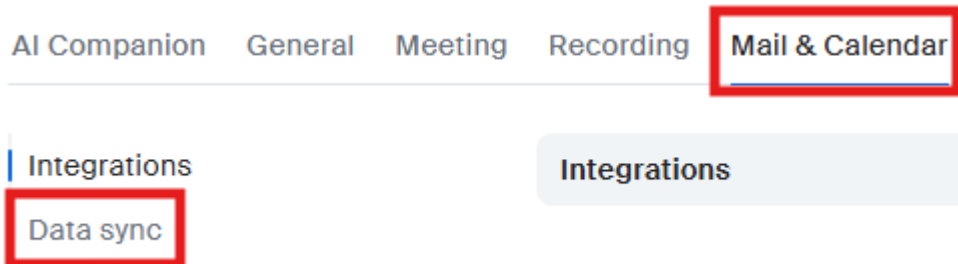 AI Companion General Meeting Recording Mail & Calendar
Integrations Integrations
Data sync